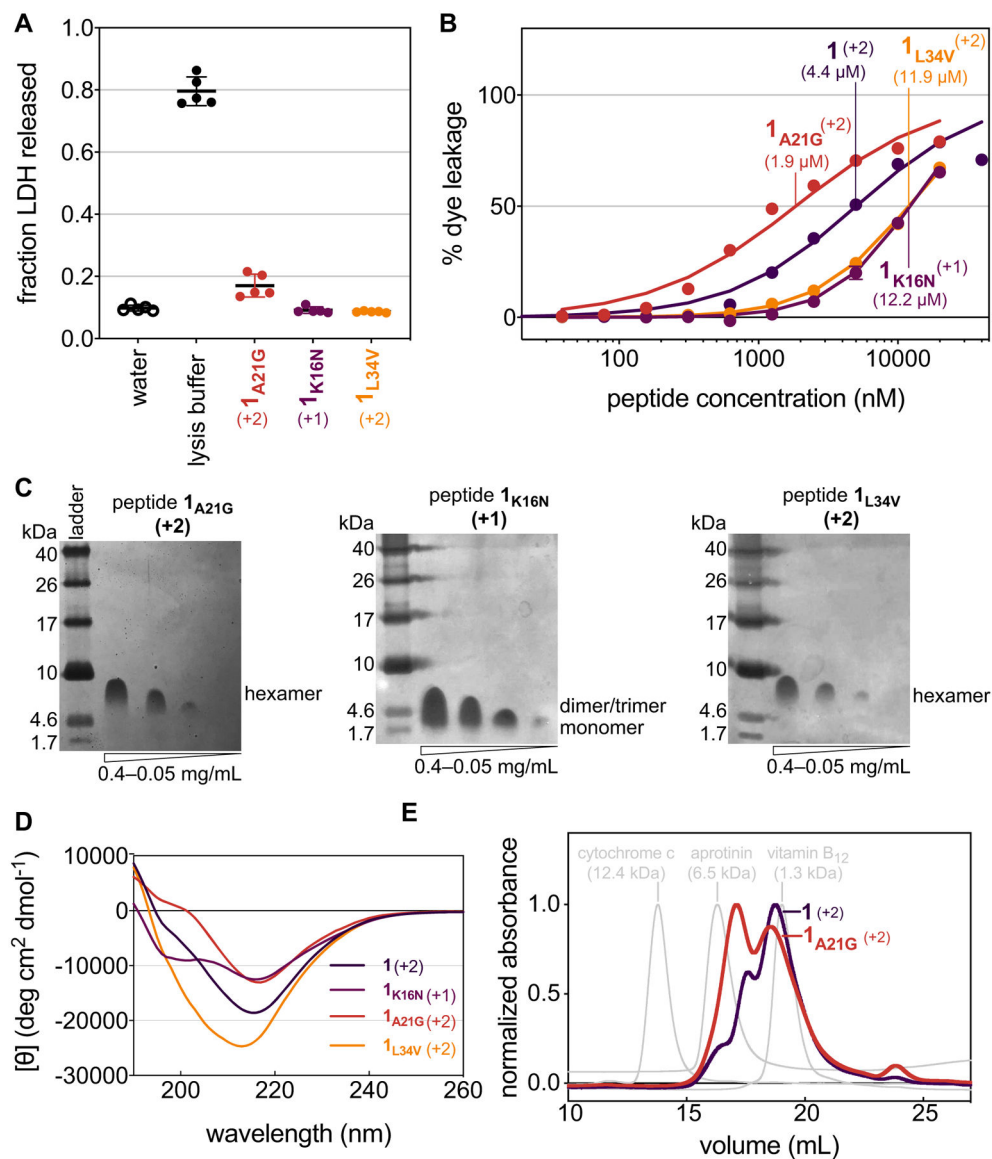 A
fraction LDH released
1.0
0.8
0.6
0.4
0.2
0.0
water
lysis buffer
1A21G
(+2)
1K16N
(+1)
1L34V
(+2)
B
% dye leakage
100
50
0
1 (+2)
(4.4 µM)
1L34V (+2)
(11.9 µM)
1A21G (+2)
(1.9 µM)
1K16N (+1)
(12.2 µM)
100
1000
10000
peptide concentration (nM)
C
kDa
ladder
peptide 1A21G
(+2)
40
26
17
10
4.6
1.7
hexamer
0.4–0.05 mg/mL
kDa
peptide 1K16N
(+1)
40
26
17
10
4.6
1.7
dimer/trimer
monomer
0.4–0.05 mg/mL
kDa
peptide 1L34V
(+2)
40
26
17
10
4.6
1.7
hexamer
0.4–0.05 mg/mL
D
[θ] (deg cm2 dmol-1)
10000
0
-10000
-20000
-30000
1 (+2)
1K16N (+1)
1A21G (+2)
1L34V (+2)
200
220
240
260
wavelength (nm)
E
normalized absorbance
1.0
0.5
0.0
cytochrome c
(12.4 kDa)
aprotinin
(6.5 kDa)
vitamin B12
(1.3 kDa)
1 (+2)
1A21G (+2)
10
15
20
25
volume (mL)